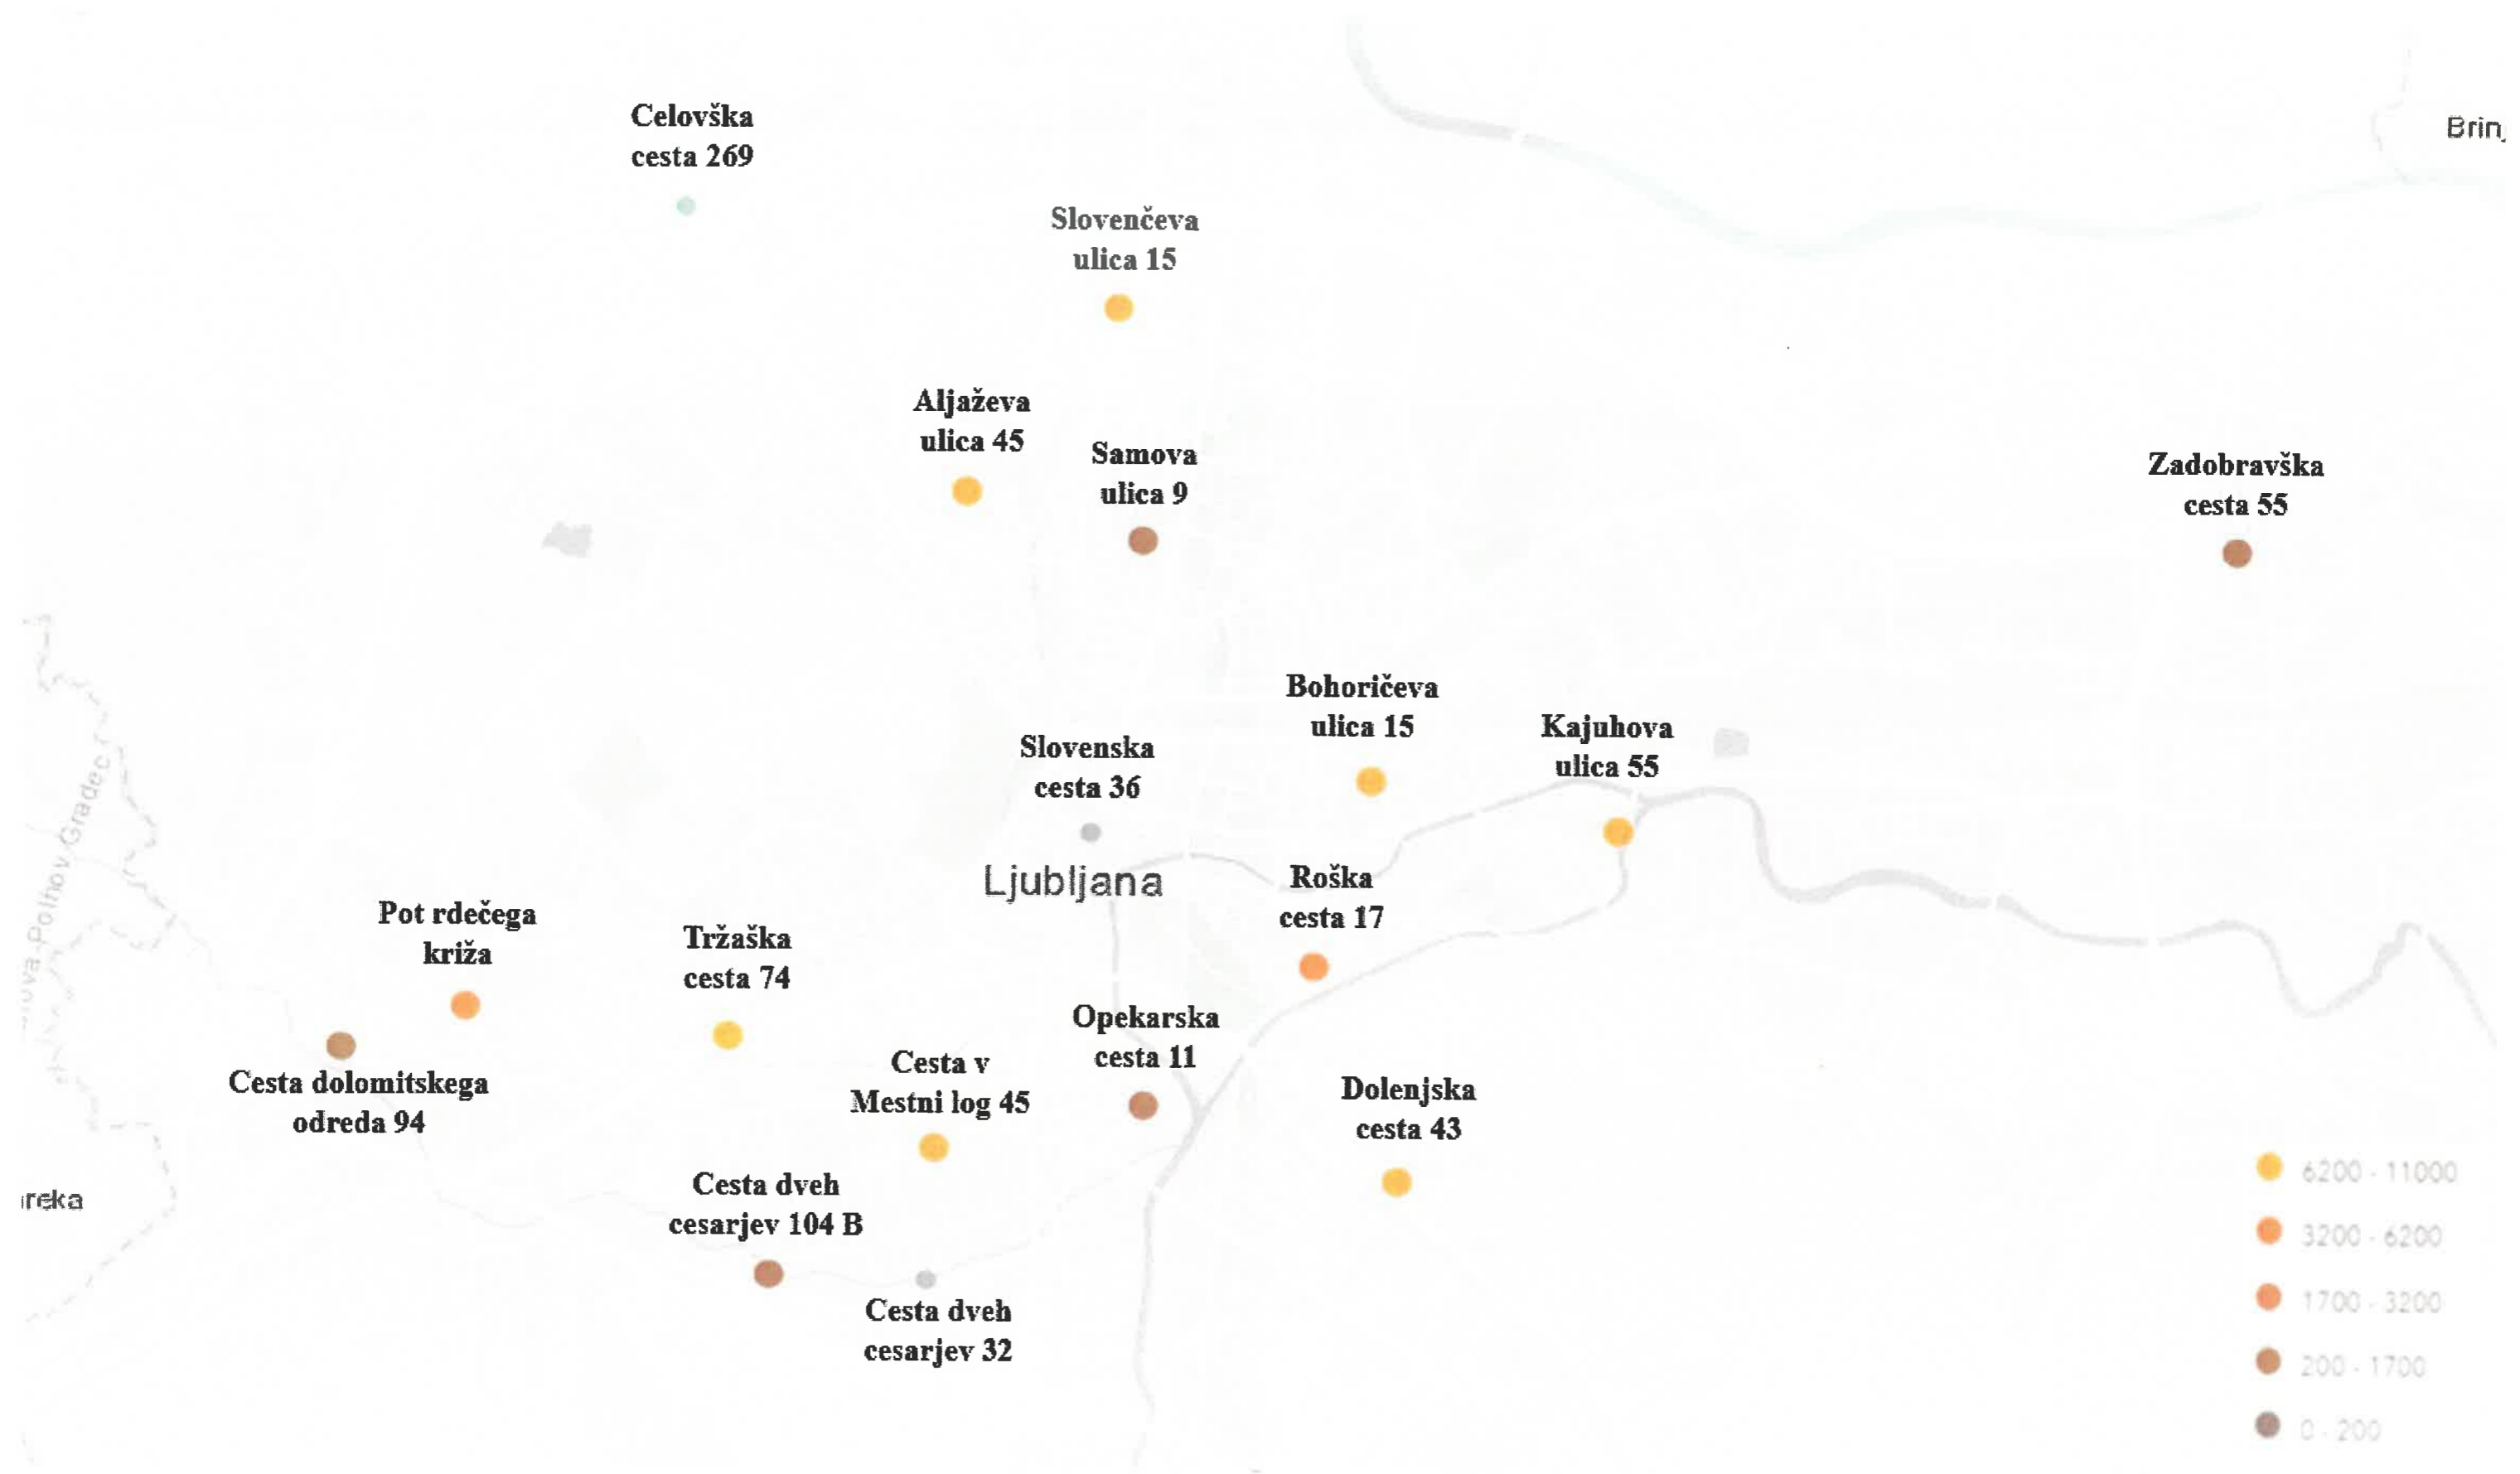 Celovška
cesta 269
Slovenčeva
ulica 15
Aljaževa
ulica 45
Samova
ulica 9
Zadobravška
cesta 55
Bohoričeva
ulica 15
Kajuhova
ulica 55
Slovenska
cesta 36
Ljubljana
Roška
cesta 17
Pot rdečega
križa
Tržaška
cesta 74
Opekarska
cesta 11
Cesta v
Mestni log 45
Cesta dolomitskega
odreda 94
Dolenjska
cesta 43
Cesta dveh
cesarjev 104 B
Cesta dveh
cesarjev 32
Polhov Gradec
reka
Brin
6200 - 11000
3200 - 6200
1700 - 3200
200 - 1700
0 - 200